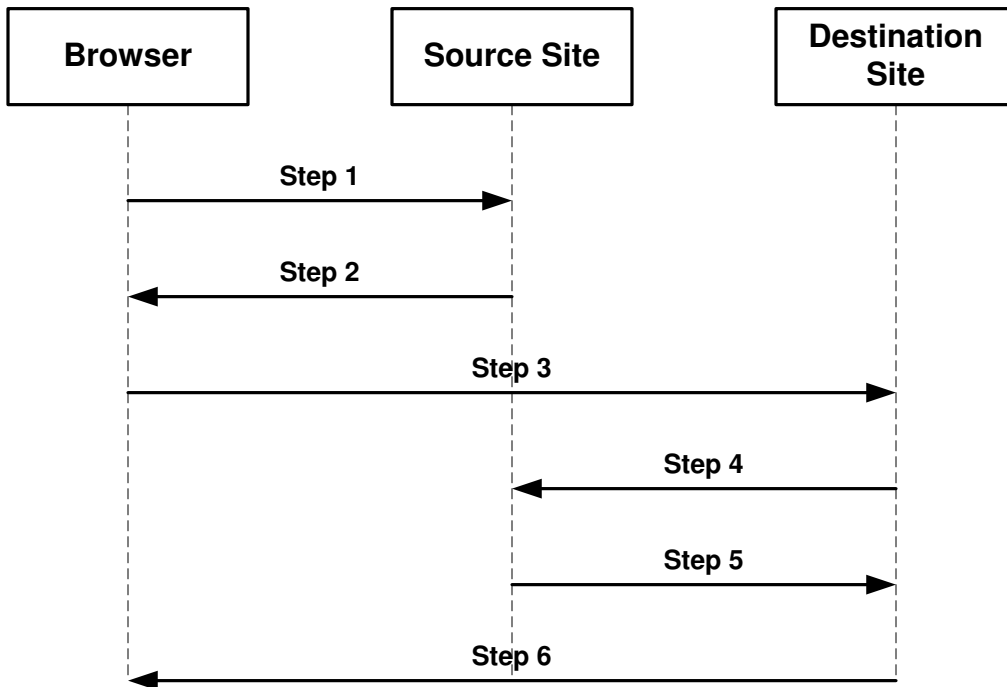 Browser
Source Site
Destination
Site
Step 1
Step 2
Step 3
Step 4
Step 5
Step 6